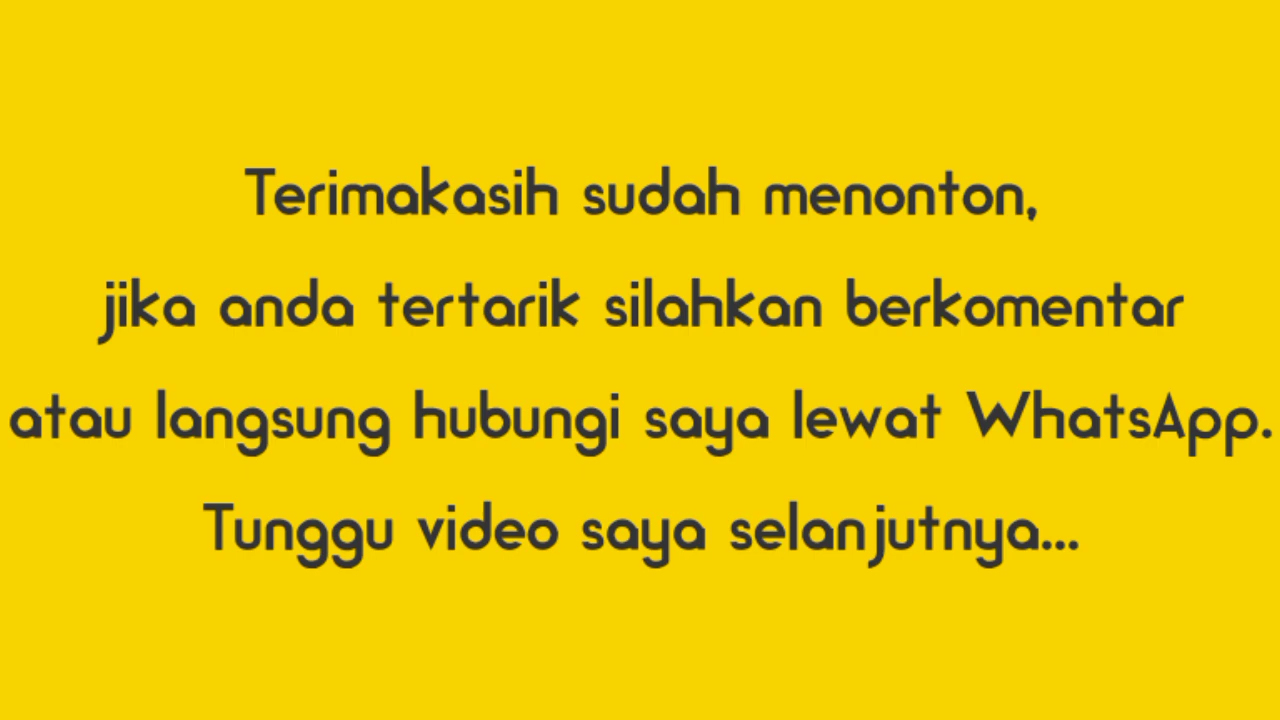 Terimakasih sudah menonton,
jika anda tertarik silahkan berkomentar
atau langsung hubungi saya lewat WhatsApp.
Tunggu video saya selanjutnya...